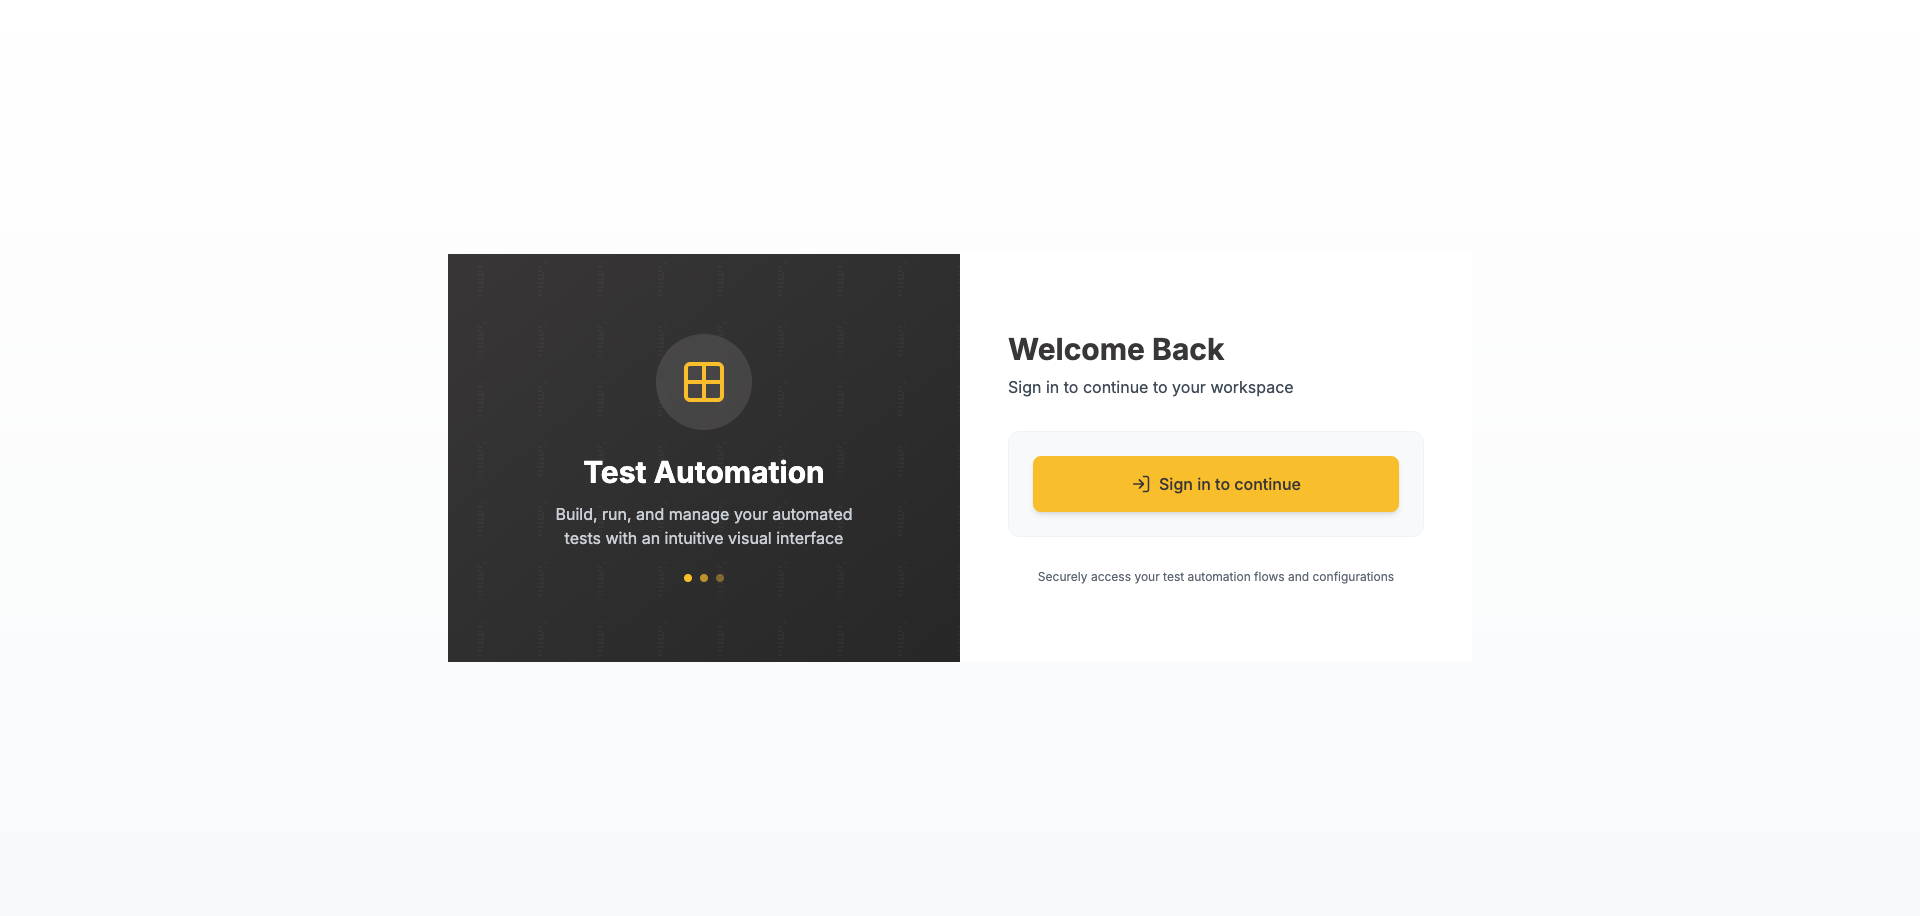 Test Automation
Build, run, and manage your automated
tests with an intuitive visual interface
Welcome Back
Sign in to continue to your workspace
Sign in to continue
Securely access your test automation flows and configurations